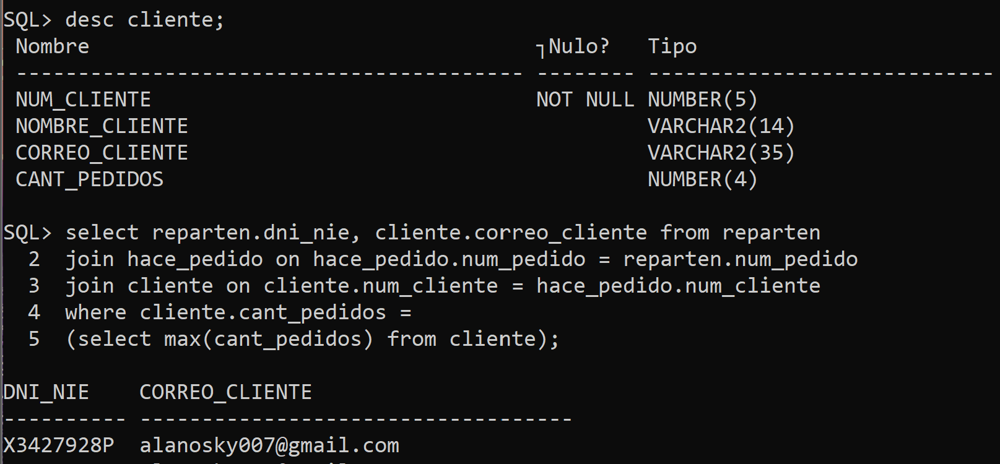 SQL> desc cliente;
Nombre ┐Nulo? Tipo
----------------------------------------- -------- ----------------------------
NUM_CLIENTE NOT NULL NUMBER(5)
NOMBRE_CLIENTE VARCHAR2(14)
CORREO_CLIENTE VARCHAR2(35)
CANT_PEDIDOS NUMBER(4)
SQL> select reparten.dni_nie, cliente.correo_cliente from reparten
2 join hace_pedido on hace_pedido.num_pedido = reparten.num_pedido
3 join cliente on cliente.num_cliente = hace_pedido.num_cliente
4 where cliente.cant_pedidos =
5 (select max(cant_pedidos) from cliente);
DNI_NIE CORREO_CLIENTE
---------- -----------------------------------
X3427928P alanosky007@gmail.com